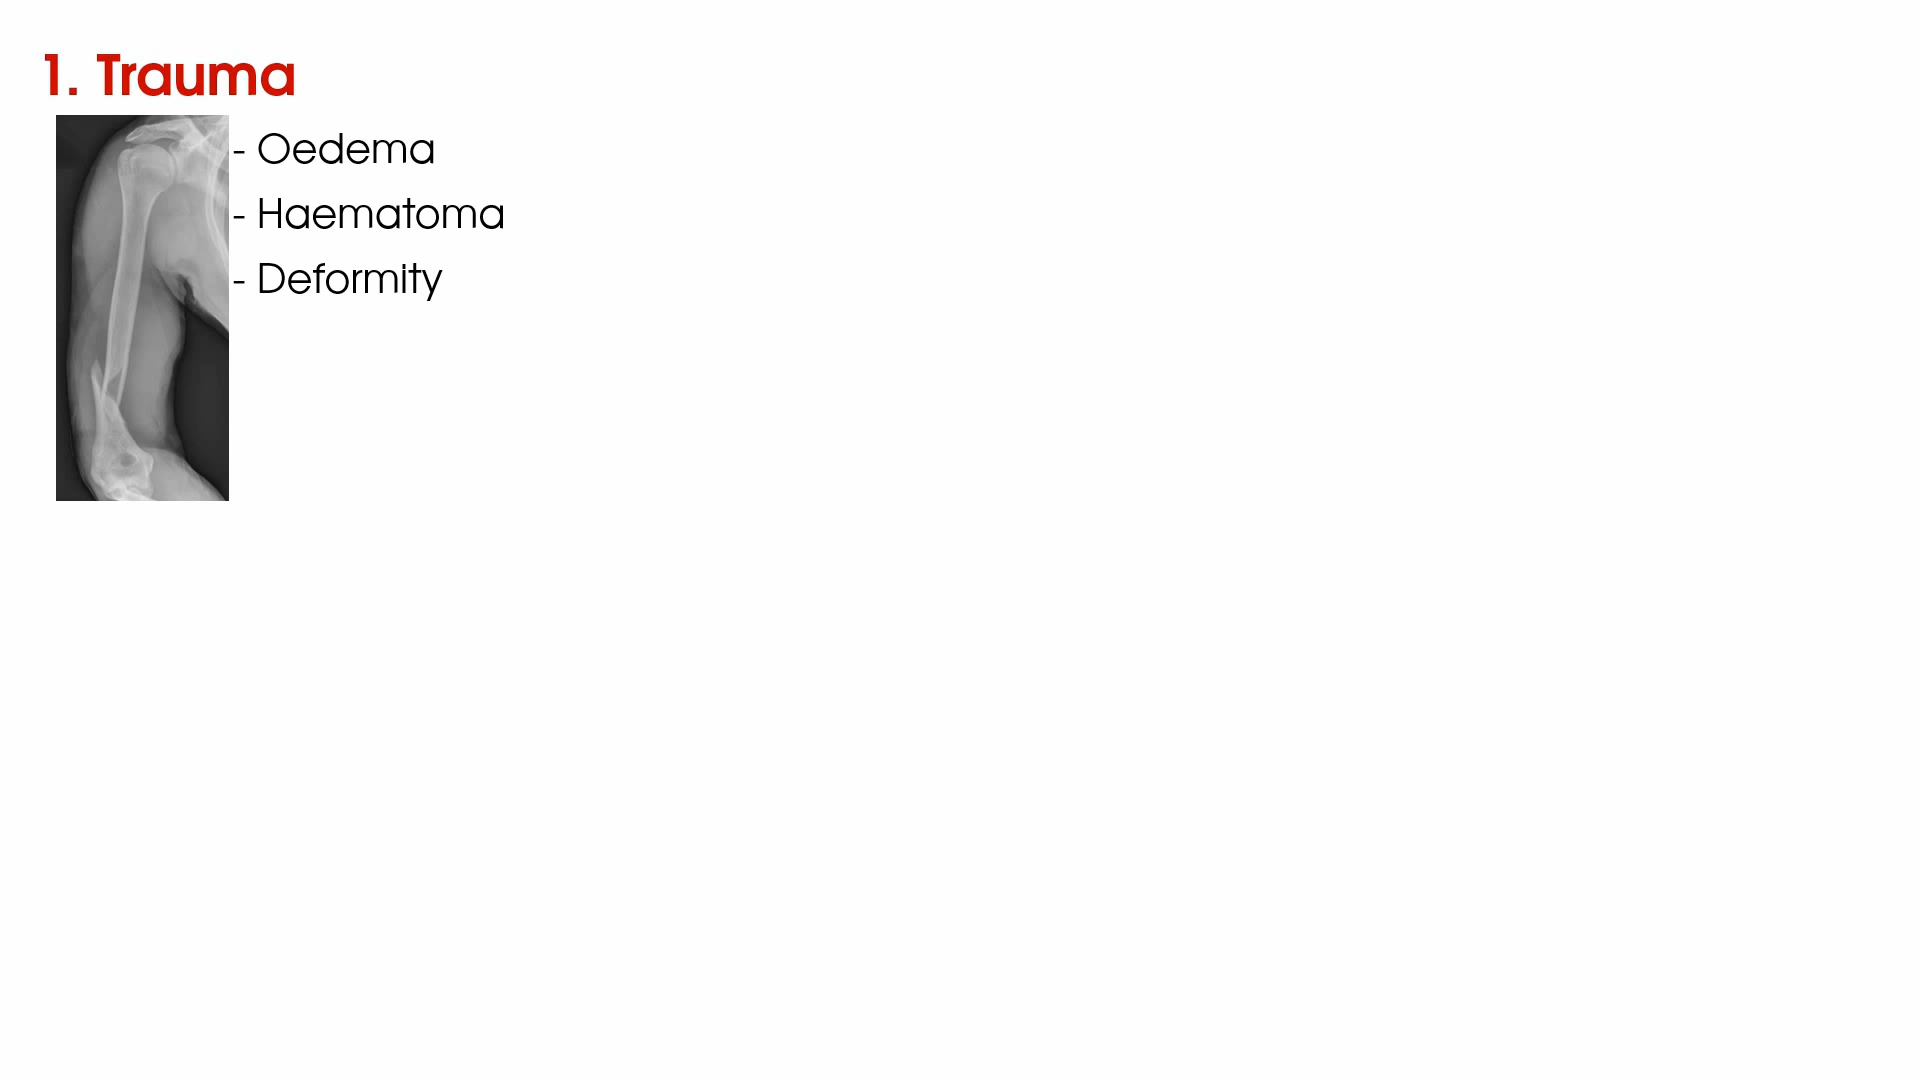 1. Trauma
- Oedema
- Haematoma
- Deformity